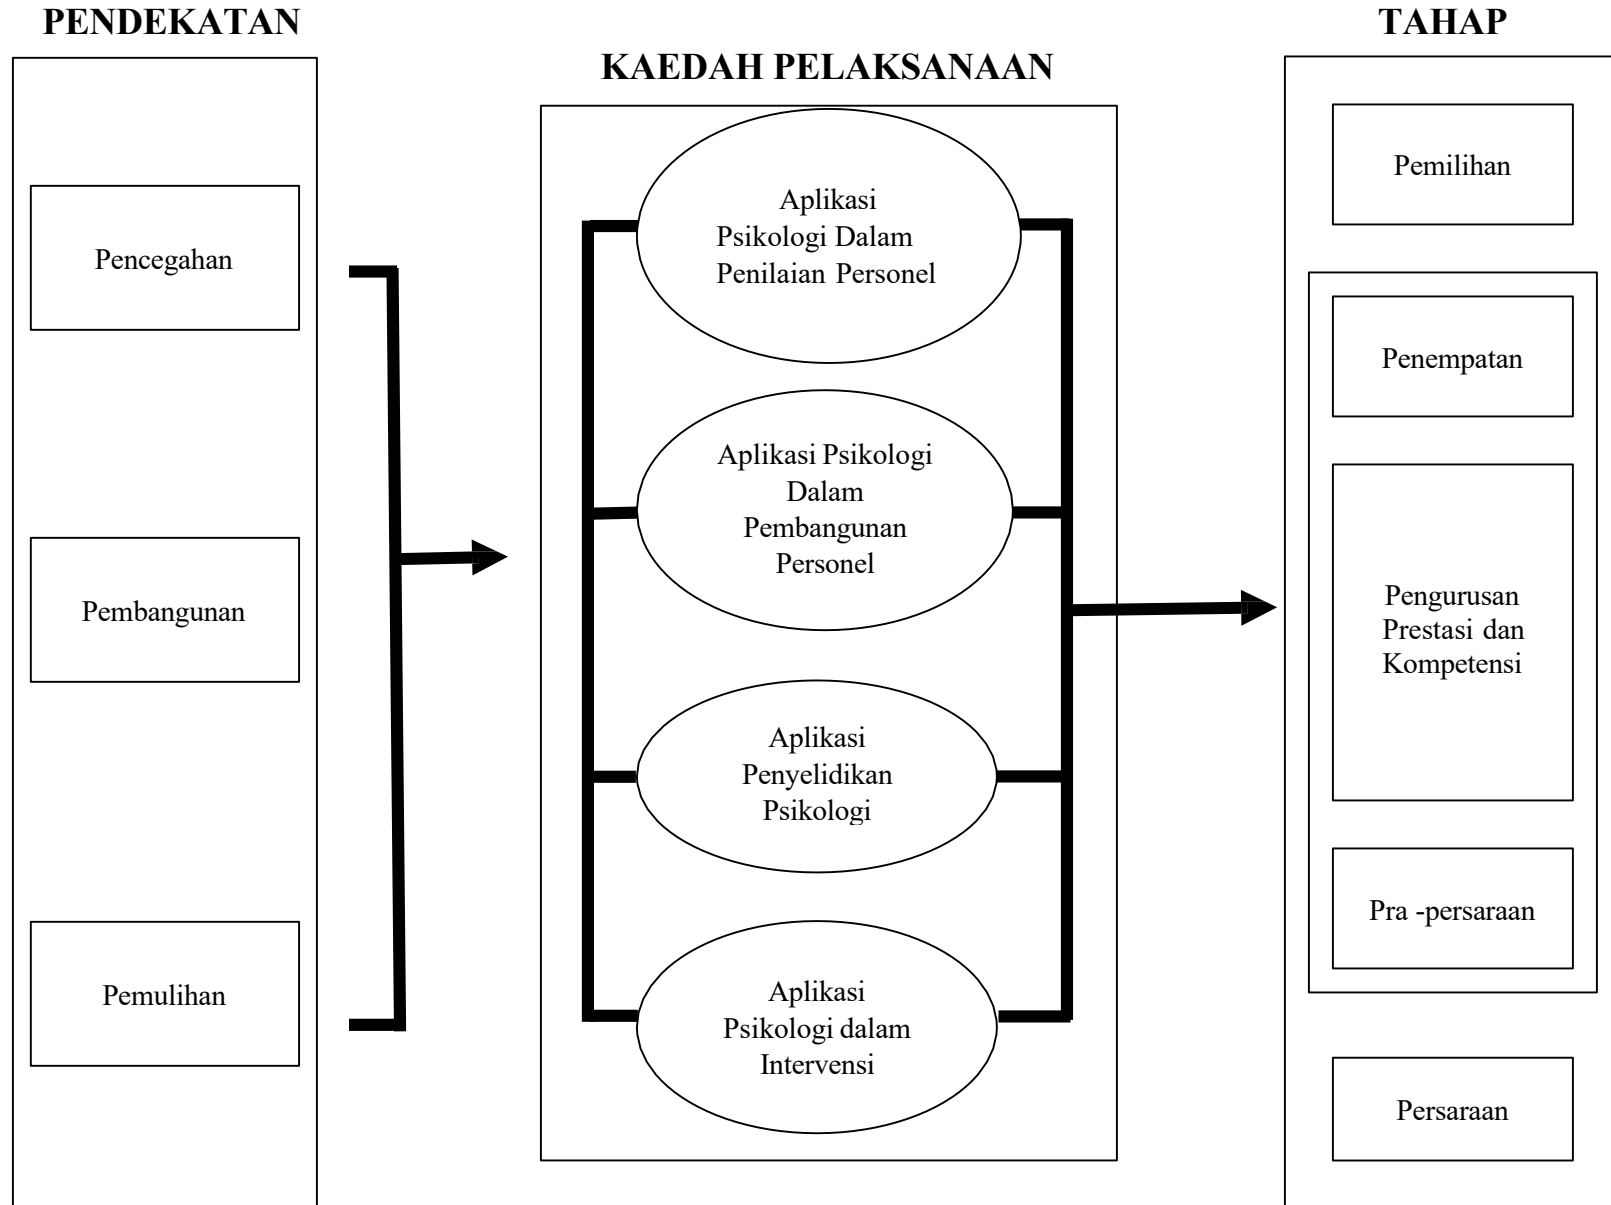 PENDEKATAN
Pencegahan
Pembangunan
Pemulihan
KAEDAH PELAKSANAAN
Aplikasi
Psikologi Dalam
Penilaian Personel
Aplikasi Psikologi
Dalam
Pembangunan
Personel
Aplikasi
Penyelidikan
Psikologi
Aplikasi
Psikologi dalam
Intervensi
TAHAP
Pemilihan
Penempatan
Pengurusan
Prestasi dan
Kompetensi
Pra -persaraan
Persaraan